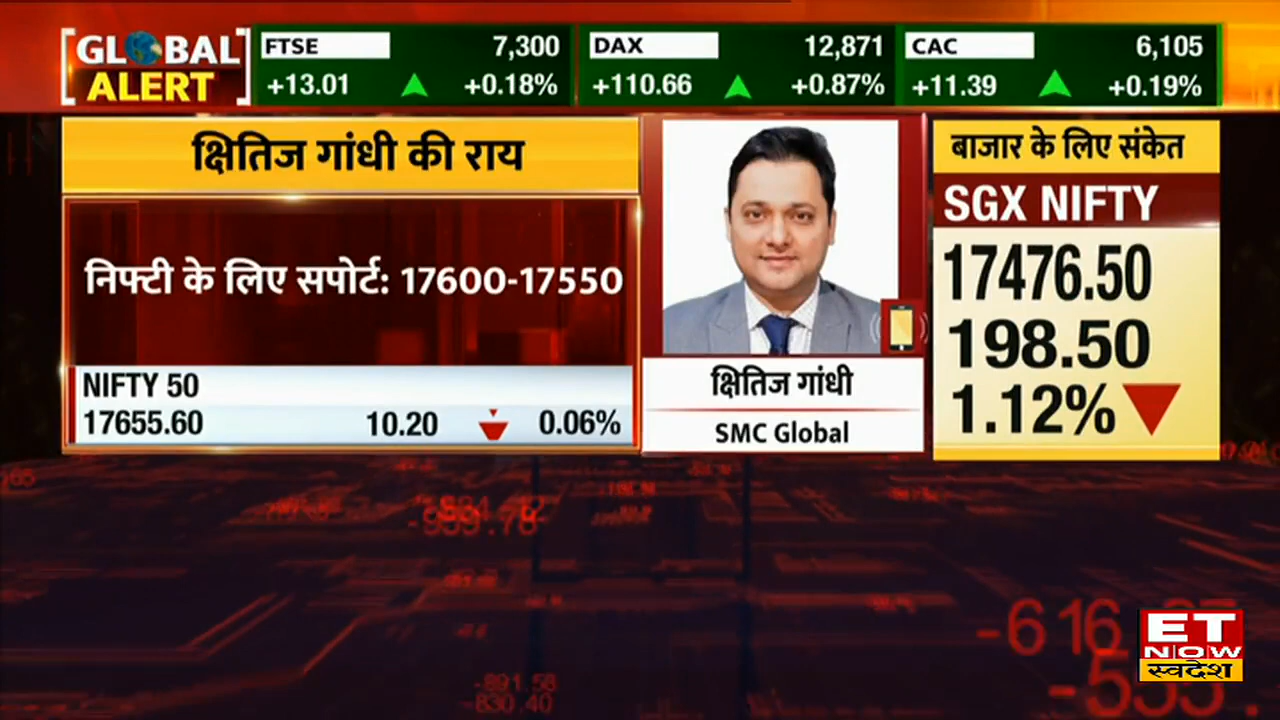 GLOBAL
ALERT
FTSE 7,300
+13.01 +0.18%
DAX 12,871
+110.66 +0.87%
CAC 6,105
+11.39 +0.19%
क्षितिज गांधी की राय
निफ्टी के लिए सपोर्ट: 17600-17550
NIFTY 50
17655.60 10.20 0.06%
क्षितिज गांधी
SMC Global
बाजार के लिए संकेत
SGX NIFTY
17476.50
198.50
1.12%
-616
ET
NOW
स्वदेश